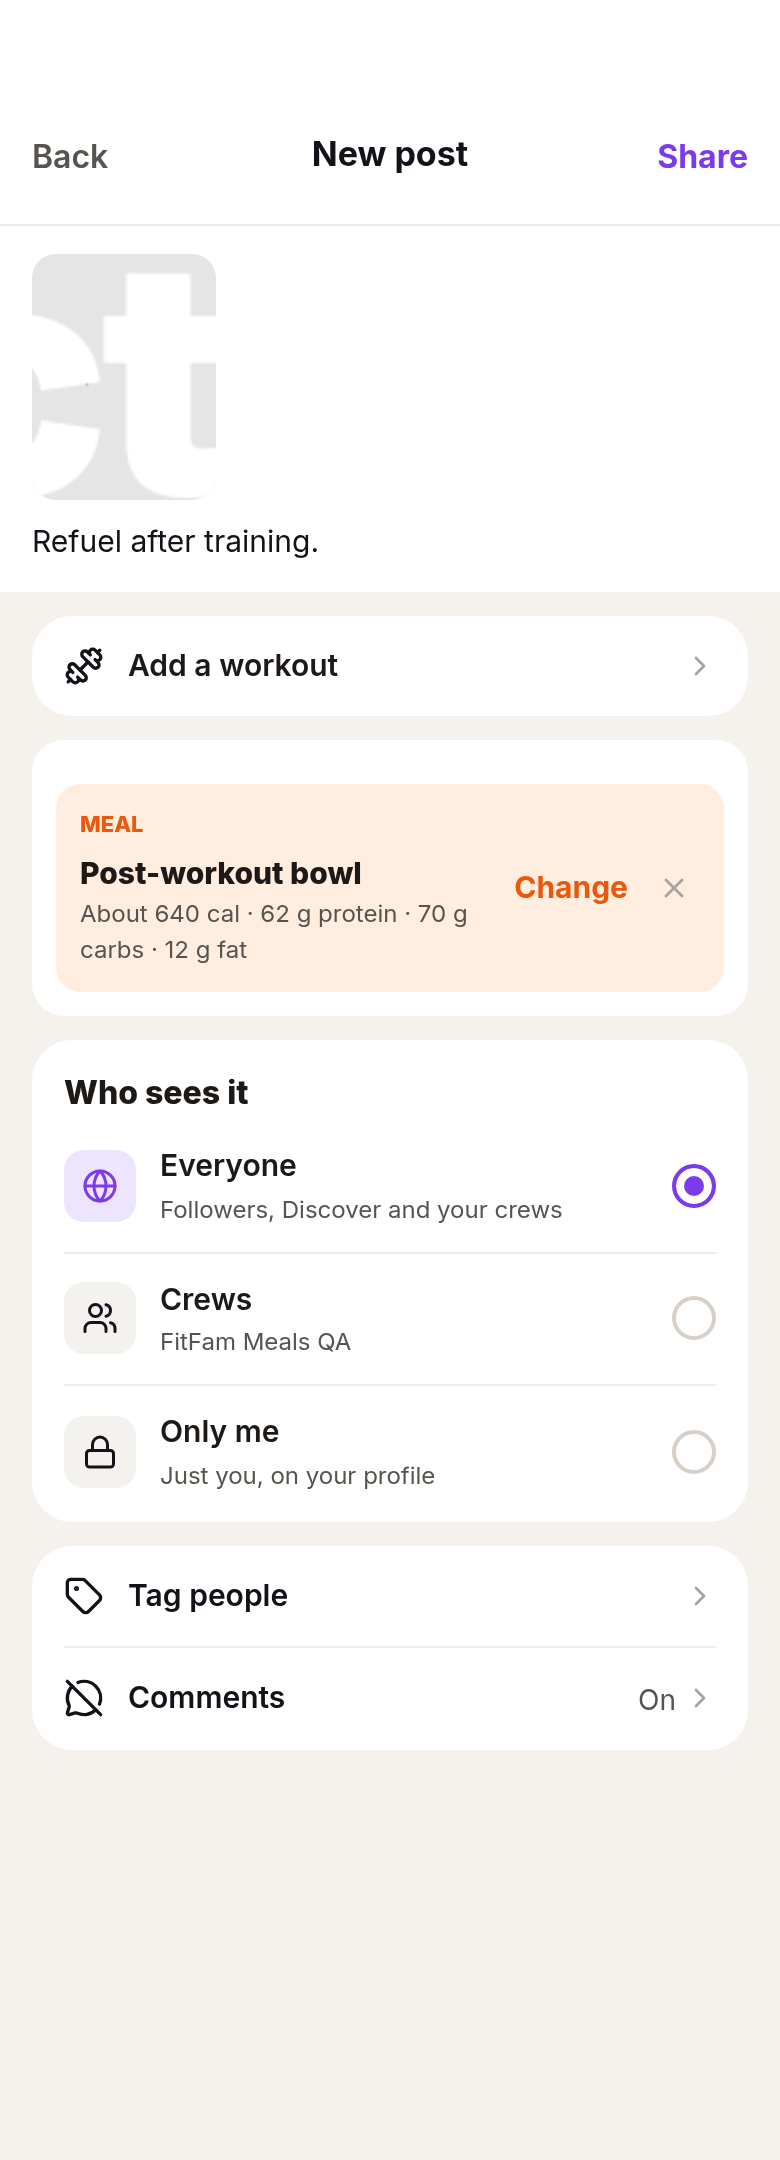 Back
New post
Share
ct
Refuel after training.
Add a workout
MEAL
Post-workout bowl
About 640 cal · 62 g protein · 70 g
carbs · 12 g fat
Change
Who sees it
Everyone
Followers, Discover and your crews
Crews
FitFam Meals QA
Only me
Just you, on your profile
Tag people
Comments
On